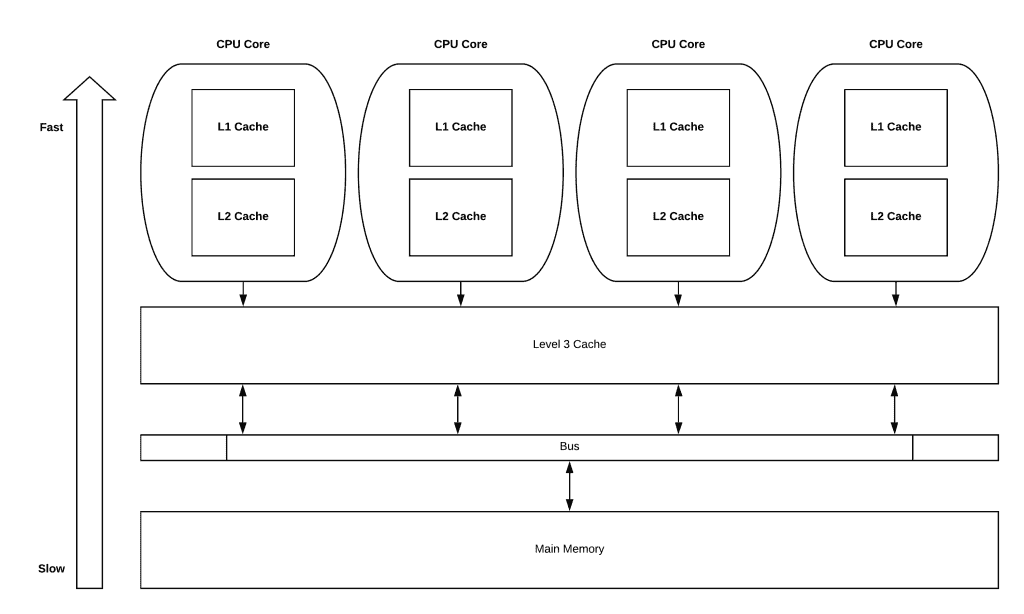 CPU Core
CPU Core
CPU Core
CPU Core
Fast
L1 Cache
L1 Cache
L1 Cache
L1 Cache
L2 Cache
L2 Cache
L2 Cache
L2 Cache
Level 3 Cache
Bus
Main Memory
Slow